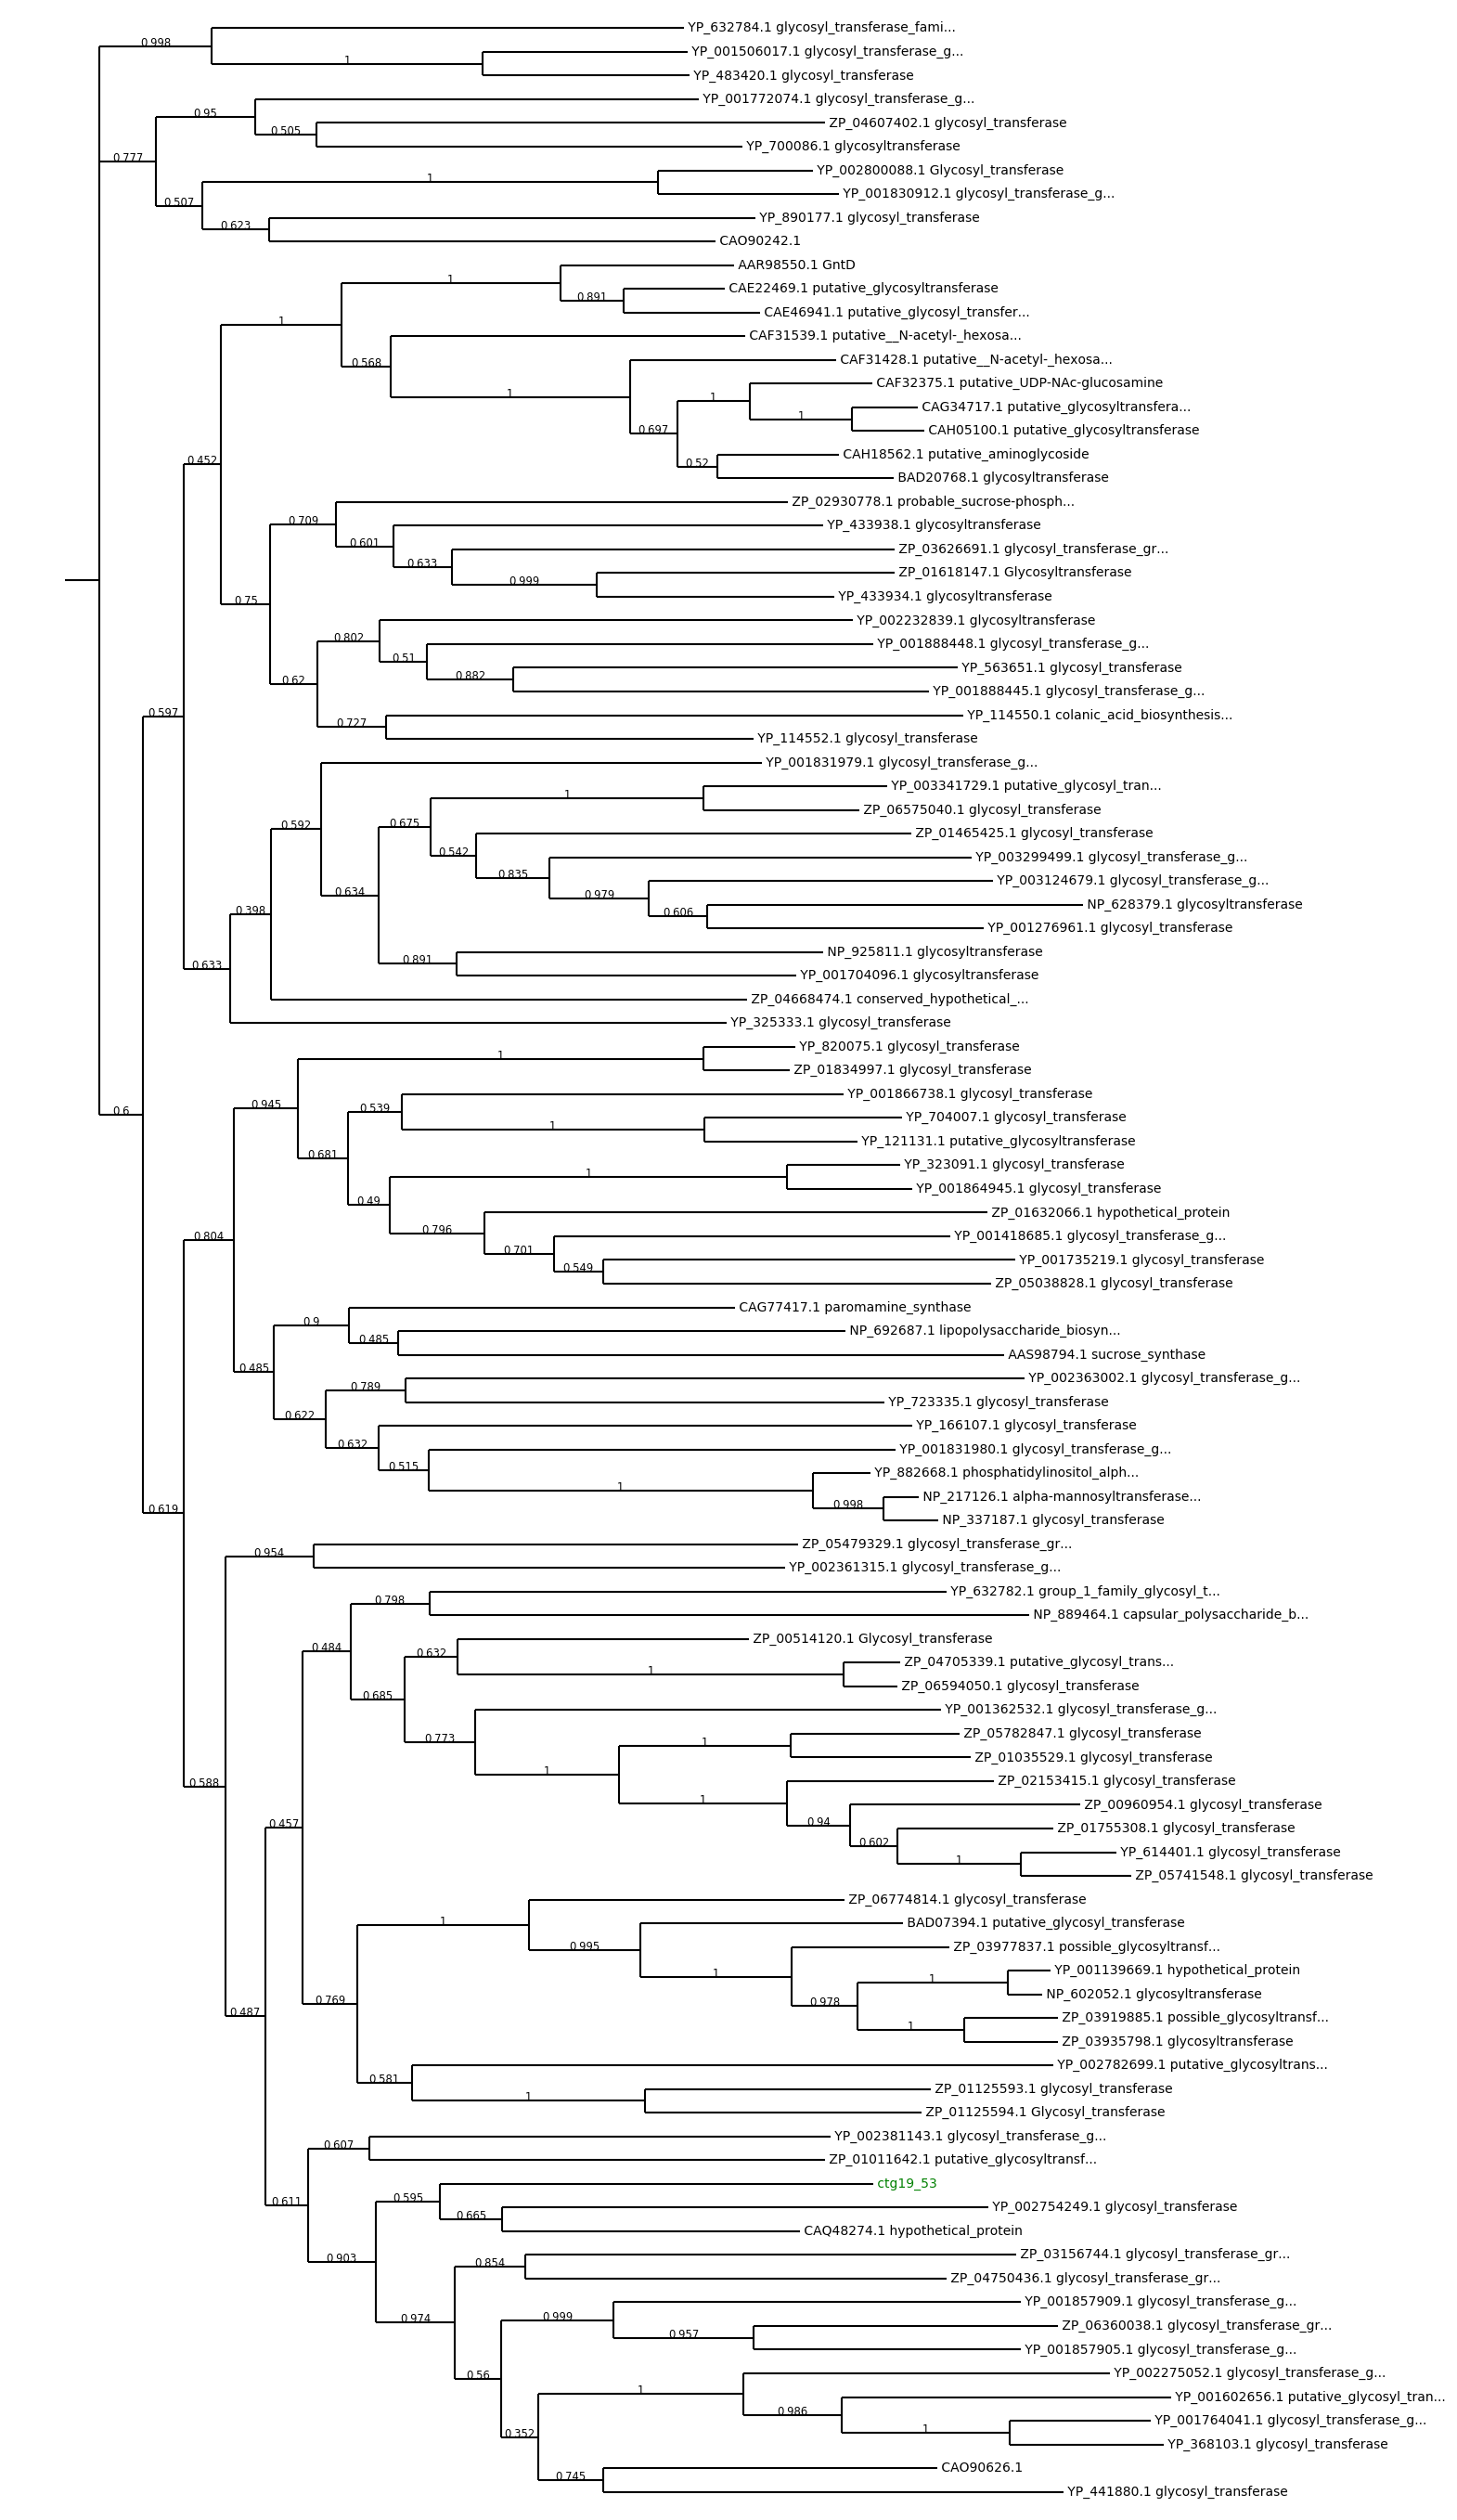 YP_632784.1 glycosyl_transferase_fami...
0.998
YP_001506017.1 glycosyl_transferase_g...
1
YP_483420.1 glycosyl_transferase
YP_001772074.1 glycosyl_transferase_g...
0.95
ZP_04607402.1 glycosyl_transferase
0.505
YP_700086.1 glycosyltransferase
0.777
YP_002800088.1 Glycosyl_transferase
1
YP_001830912.1 glycosyl_transferase_g...
0.507
YP_890177.1 glycosyl_transferase
0.623
CAO90242.1
AAR98550.1 GntD
1
CAE22469.1 putative_glycosyltransferase
0.891
CAE46941.1 putative_glycosyl_transfer...
1
CAF31539.1 putative__N-acetyl-_hexosa...
0.568
CAF31428.1 putative__N-acetyl-_hexosa...
1
CAF32375.1 putative_UDP-NAc-glucosamine
1
CAG34717.1 putative_glycosyltransfera...
1
CAH05100.1 putative_glycosyltransferase
0.697
CAH18562.1 putative_aminoglycoside
0.452
0.52
BAD20768.1 glycosyltransferase
ZP_02930778.1 probable_sucrose-phosph...
0.709
YP_433938.1 glycosyltransferase
0.601
ZP_03626691.1 glycosyl_transferase_gr...
0.633
ZP_01618147.1 Glycosyltransferase
0.999
YP_433934.1 glycosyltransferase
0.75
YP_002232839.1 glycosyltransferase
0.802
YP_001888448.1 glycosyl_transferase_g...
0.51
YP_563651.1 glycosyl_transferase
0.882
0.62
YP_001888445.1 glycosyl_transferase_g...
0.597
YP_114550.1 colanic_acid_biosynthesis...
0.727
YP_114552.1 glycosyl_transferase
YP_001831979.1 glycosyl_transferase_g...
YP_003341729.1 putative_glycosyl_tran...
1
ZP_06575040.1 glycosyl_transferase
0.592
0.675
ZP_01465425.1 glycosyl_transferase
0.542
YP_003299499.1 glycosyl_transferase_g...
0.835
YP_003124679.1 glycosyl_transferase_g...
0.634
0.979
NP_628379.1 glycosyltransferase
0.398
0.606
YP_001276961.1 glycosyl_transferase
NP_925811.1 glycosyltransferase
0.891
0.633
YP_001704096.1 glycosyltransferase
ZP_04668474.1 conserved_hypothetical_...
YP_325333.1 glycosyl_transferase
YP_820075.1 glycosyl_transferase
1
ZP_01834997.1 glycosyl_transferase
YP_001866738.1 glycosyl_transferase
0.945
0.539
0.6
YP_704007.1 glycosyl_transferase
1
YP_121131.1 putative_glycosyltransferase
0.681
YP_323091.1 glycosyl_transferase
1
YP_001864945.1 glycosyl_transferase
0.49
ZP_01632066.1 hypothetical_protein
0.796
0.804
YP_001418685.1 glycosyl_transferase_g...
0.701
YP_001735219.1 glycosyl_transferase
0.549
ZP_05038828.1 glycosyl_transferase
CAG77417.1 paromamine_synthase
0.9
NP_692687.1 lipopolysaccharide_biosyn...
0.485
AAS98794.1 sucrose_synthase
0.485
YP_002363002.1 glycosyl_transferase_g...
0.789
YP_723335.1 glycosyl_transferase
0.622
YP_166107.1 glycosyl_transferase
0.632
YP_001831980.1 glycosyl_transferase_g...
0.515
YP_882668.1 phosphatidylinositol_alph...
1
NP_217126.1 alpha-mannosyltransferase...
0.998
0.619
NP_337187.1 glycosyl_transferase
ZP_05479329.1 glycosyl_transferase_gr...
0.954
YP_002361315.1 glycosyl_transferase_g...
YP_632782.1 group_1_family_glycosyl_t...
0.798
NP_889464.1 capsular_polysaccharide_b...
ZP_00514120.1 Glycosyl_transferase
0.484
0.632
ZP_04705339.1 putative_glycosyl_trans...
1
ZP_06594050.1 glycosyl_transferase
0.685
YP_001362532.1 glycosyl_transferase_g...
ZP_05782847.1 glycosyl_transferase
0.773
1
ZP_01035529.1 glycosyl_transferase
1
ZP_02153415.1 glycosyl_transferase
0.588
1
ZP_00960954.1 glycosyl_transferase
0.94
0.457
ZP_01755308.1 glycosyl_transferase
0.602
YP_614401.1 glycosyl_transferase
1
ZP_05741548.1 glycosyl_transferase
ZP_06774814.1 glycosyl_transferase
1
BAD07394.1 putative_glycosyl_transferase
0.995
ZP_03977837.1 possible_glycosyltransf...
1
YP_001139669.1 hypothetical_protein
1
NP_602052.1 glycosyltransferase
0.769
0.978
0.487
ZP_03919885.1 possible_glycosyltransf...
1
ZP_03935798.1 glycosyltransferase
YP_002782699.1 putative_glycosyltrans...
0.581
ZP_01125593.1 glycosyl_transferase
1
ZP_01125594.1 Glycosyl_transferase
YP_002381143.1 glycosyl_transferase_g...
0.607
ZP_01011642.1 putative_glycosyltransf...
ctg19_53
0.611
0.595
YP_002754249.1 glycosyl_transferase
0.665
CAQ48274.1 hypothetical_protein
0.903
ZP_03156744.1 glycosyl_transferase_gr...
0.854
ZP_04750436.1 glycosyl_transferase_gr...
YP_001857909.1 glycosyl_transferase_g...
0.974
0.999
ZP_06360038.1 glycosyl_transferase_gr...
0.957
YP_001857905.1 glycosyl_transferase_g...
0.56
YP_002275052.1 glycosyl_transferase_g...
1
YP_001602656.1 putative_glycosyl_tran...
0.986
YP_001764041.1 glycosyl_transferase_g...
0.352
1
YP_368103.1 glycosyl_transferase
CAO90626.1
0.745
YP_441880.1 glycosyl_transferase